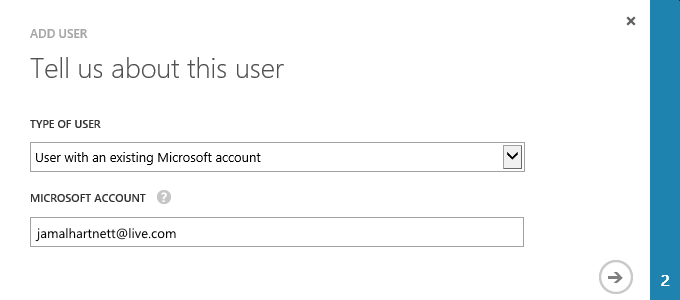 ADD USER
Tell us about this user
TYPE OF USER
User with an existing Microsoft account
MICROSOFT ACCOUNT ?
jamalhartnett@live.com
2